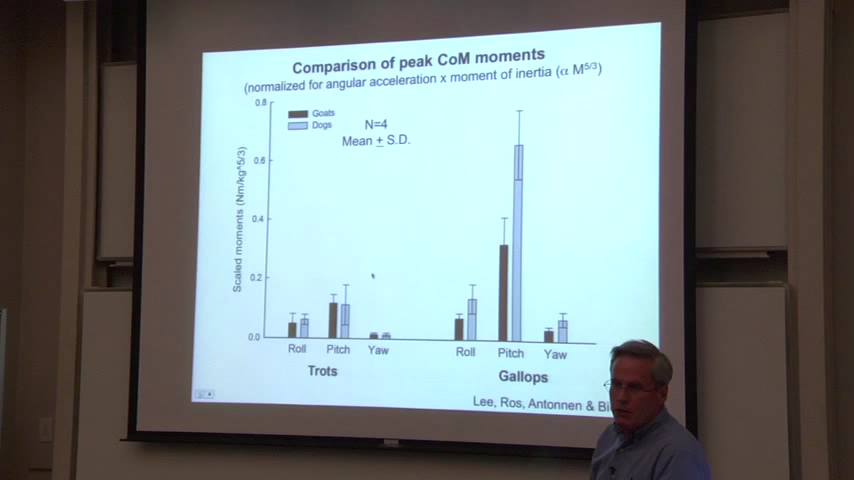 Comparison of peak CoM moments
(normalized for angular acceleration x moment of inertia (α M5/3)
0.8
Goats
Dogs
N=4
Mean ± S.D.
0.6
0.4
0.2
0.0
Scaled moments (Nm/kg^5/3)
Roll Pitch Yaw
Roll Pitch Yaw
Trots
Gallops
Lee, Ros, Antonnen & Bi